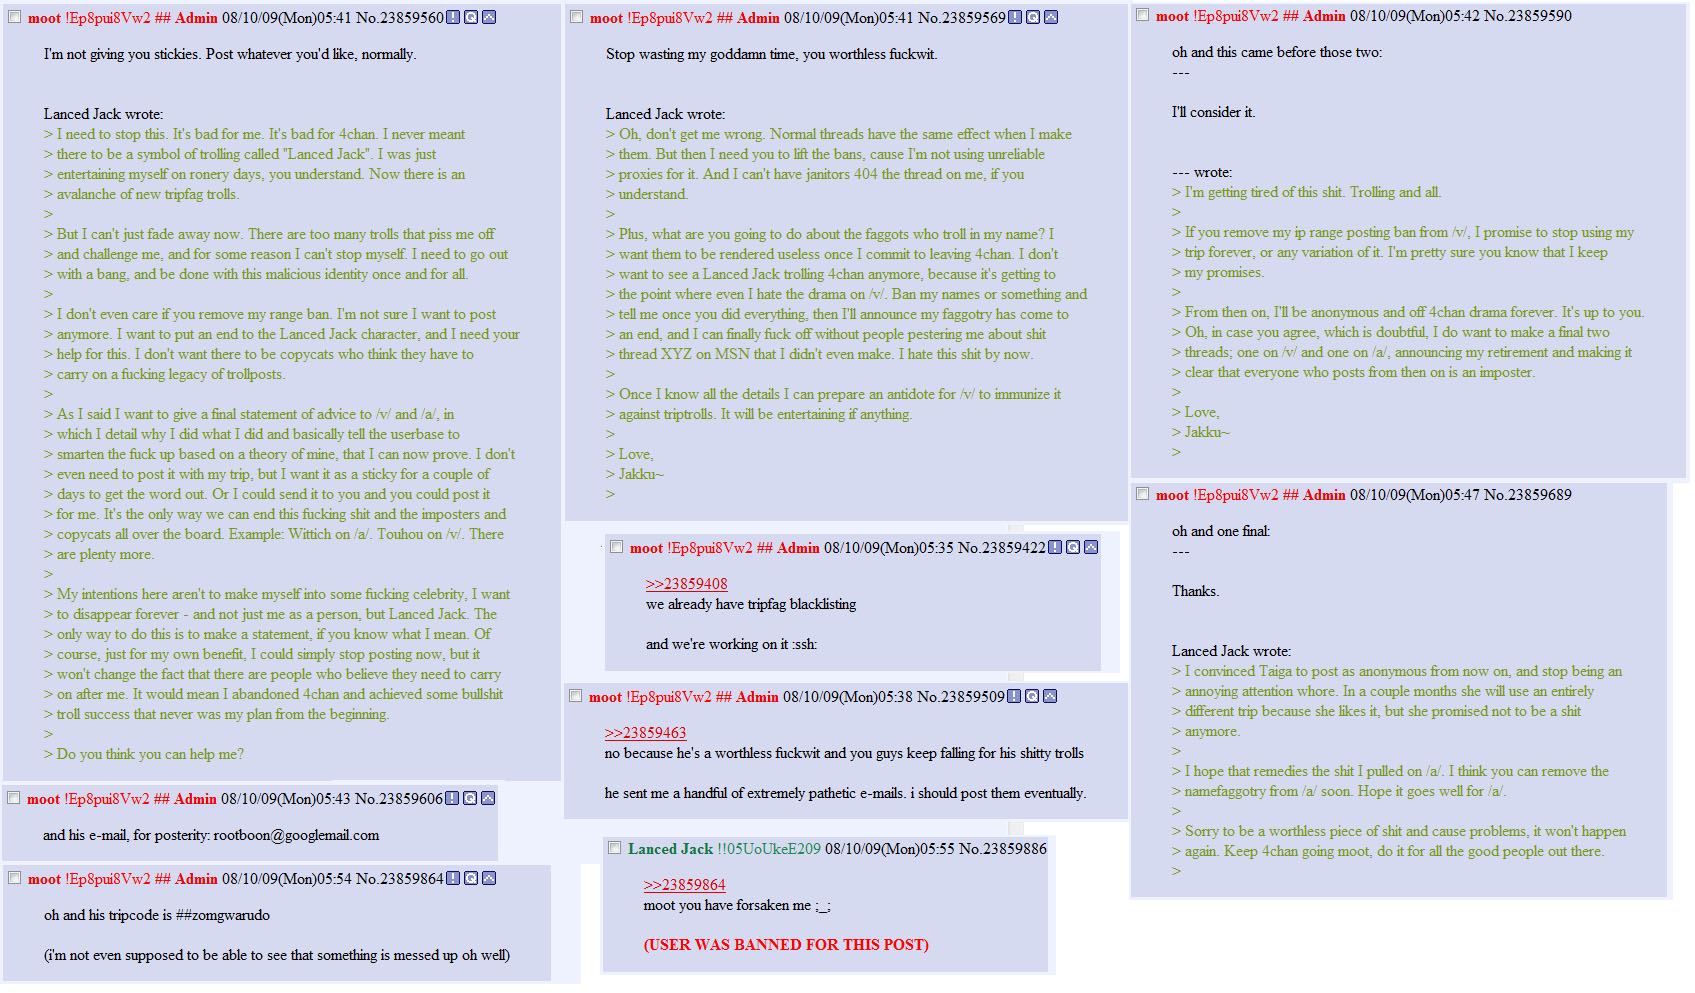 moot !Ep8pui8Vw2 ## Admin 08/10/09(Mon)05:41 No.23859560
I'm not giving you stickies. Post whatever you'd like, normally.
Lanced Jack wrote:
> I need to stop this. It's bad for me. It's bad for 4chan. I never meant
> there to be a symbol of trolling called "Lanced Jack". I was just
> entertaining myself on ronery days, you understand. Now there is an
> avalanche of new tripfag trolls.
>
> But I can't just fade away now. There are too many trolls that piss me off
> and challenge me, and for some reason I can't stop myself. I need to go out
> with a bang, and be done with this malicious identity once and for all.
>
> I don't even care if you remove my range ban. I'm not sure I want to post
> anymore. I want to put an end to the Lanced Jack character, and I need your
> help for this. I don't want there to be copycats who think they have to
> carry on a fucking legacy of trollposts.
>
> As I said I want to give a final statement of advice to /v/ and /a/, in
> which I detail why I did what I did and basically tell the userbase to
> smarten the fuck up based on a theory of mine, that I can now prove. I don't
> even need to post it with my trip, but I want it as a sticky for a couple of
> days to get the word out. Or I could send it to you and you could post it
> for me. It's the only way we can end this fucking shit and the imposters and
> copycats all over the board. Example: Wittich on /a/. Touhou on /v/. There
> are plenty more.
>
> My intentions here aren't to make myself into some fucking celebrity, I want
> to disappear forever - and not just me as a person, but Lanced Jack. The
> only way to do this is to make a statement, if you know what I mean. Of
> course, just for my own benefit, I could simply stop posting now, but it
> won't change the fact that there are people who believe they need to carry
> on after me. It would mean I abandoned 4chan and achieved some bullshit
> troll success that never was my plan from the beginning.
>
> Do you think you can help me?
moot !Ep8pui8Vw2 ## Admin 08/10/09(Mon)05:43 No.23859606
and his e-mail, for posterity: rootboon@googlemail.com
moot !Ep8pui8Vw2 ## Admin 08/10/09(Mon)05:54 No.23859864
oh and his tripcode is ##zomgwarudo
(i'm not even supposed to be able to see that something is messed up oh well)
moot !Ep8pui8Vw2 ## Admin 08/10/09(Mon)05:41 No.23859569
Stop wasting my goddamn time, you worthless fuckwit.
Lanced Jack wrote:
> Oh, don't get me wrong. Normal threads have the same effect when I make
> them. But then I need you to lift the bans, cause I'm not using unreliable
> proxies for it. And I can't have janitors 404 the thread on me, if you
> understand.
>
> Plus, what are you going to do about the faggots who troll in my name? I
> want them to be rendered useless once I commit to leaving 4chan. I don't
> want to see a Lanced Jack trolling 4chan anymore, because it's getting to
> the point where even I hate the drama on /v/. Ban my names or something and
> tell me once you did everything, then I'll announce my faggotry has come to
> an end, and I can finally fuck off without people pestering me about shit
> thread XYZ on MSN that I didn't even make. I hate this shit by now.
>
> Once I know all the details I can prepare an antidote for /v/ to immunize it
> against triptrolls. It will be entertaining if anything.
>
> Love,
> Jakku~
>
moot !Ep8pui8Vw2 ## Admin 08/10/09(Mon)05:35 No.23859422
>>23859408
we already have tripfag blacklisting
and we're working on it :ssh:
moot !Ep8pui8Vw2 ## Admin 08/10/09(Mon)05:38 No.23859509
>>23859463
no because he's a worthless fuckwit and you guys keep falling for his shitty trolls
he sent me a handful of extremely pathetic e-mails. i should post them eventually.
Lanced Jack !!05UoUkeE209 08/10/09(Mon)05:55 No.23859886
>>23859864
moot you have forsaken me ;_;
(USER WAS BANNED FOR THIS POST)
moot !Ep8pui8Vw2 ## Admin 08/10/09(Mon)05:42 No.23859590
oh and this came before those two:
---
I'll consider it.
--- wrote:
> I'm getting tired of this shit. Trolling and all.
>
> If you remove my ip range posting ban from /v/, I promise to stop using my
> trip forever, or any variation of it. I'm pretty sure you know that I keep
> my promises.
>
> From then on, I'll be anonymous and off 4chan drama forever. It's up to you.
> Oh, in case you agree, which is doubtful, I do want to make a final two
> threads; one on /v/ and one on /a/, announcing my retirement and making it
> clear that everyone who posts from then on is an imposter.
>
> Love,
> Jakku~
>
moot !Ep8pui8Vw2 ## Admin 08/10/09(Mon)05:47 No.23859689
oh and one final:
---
Thanks.
Lanced Jack wrote:
> I convinced Taiga to post as anonymous from now on, and stop being an
> annoying attention whore. In a couple months she will use an entirely
> different trip because she likes it, but she promised not to be a shit
> anymore.
>
> I hope that remedies the shit I pulled on /a/. I think you can remove the
> namefaggotry from /a/ soon. Hope it goes well for /a/.
>
> Sorry to be a worthless piece of shit and cause problems, it won't happen
> again. Keep 4chan going moot, do it for all the good people out there.
>